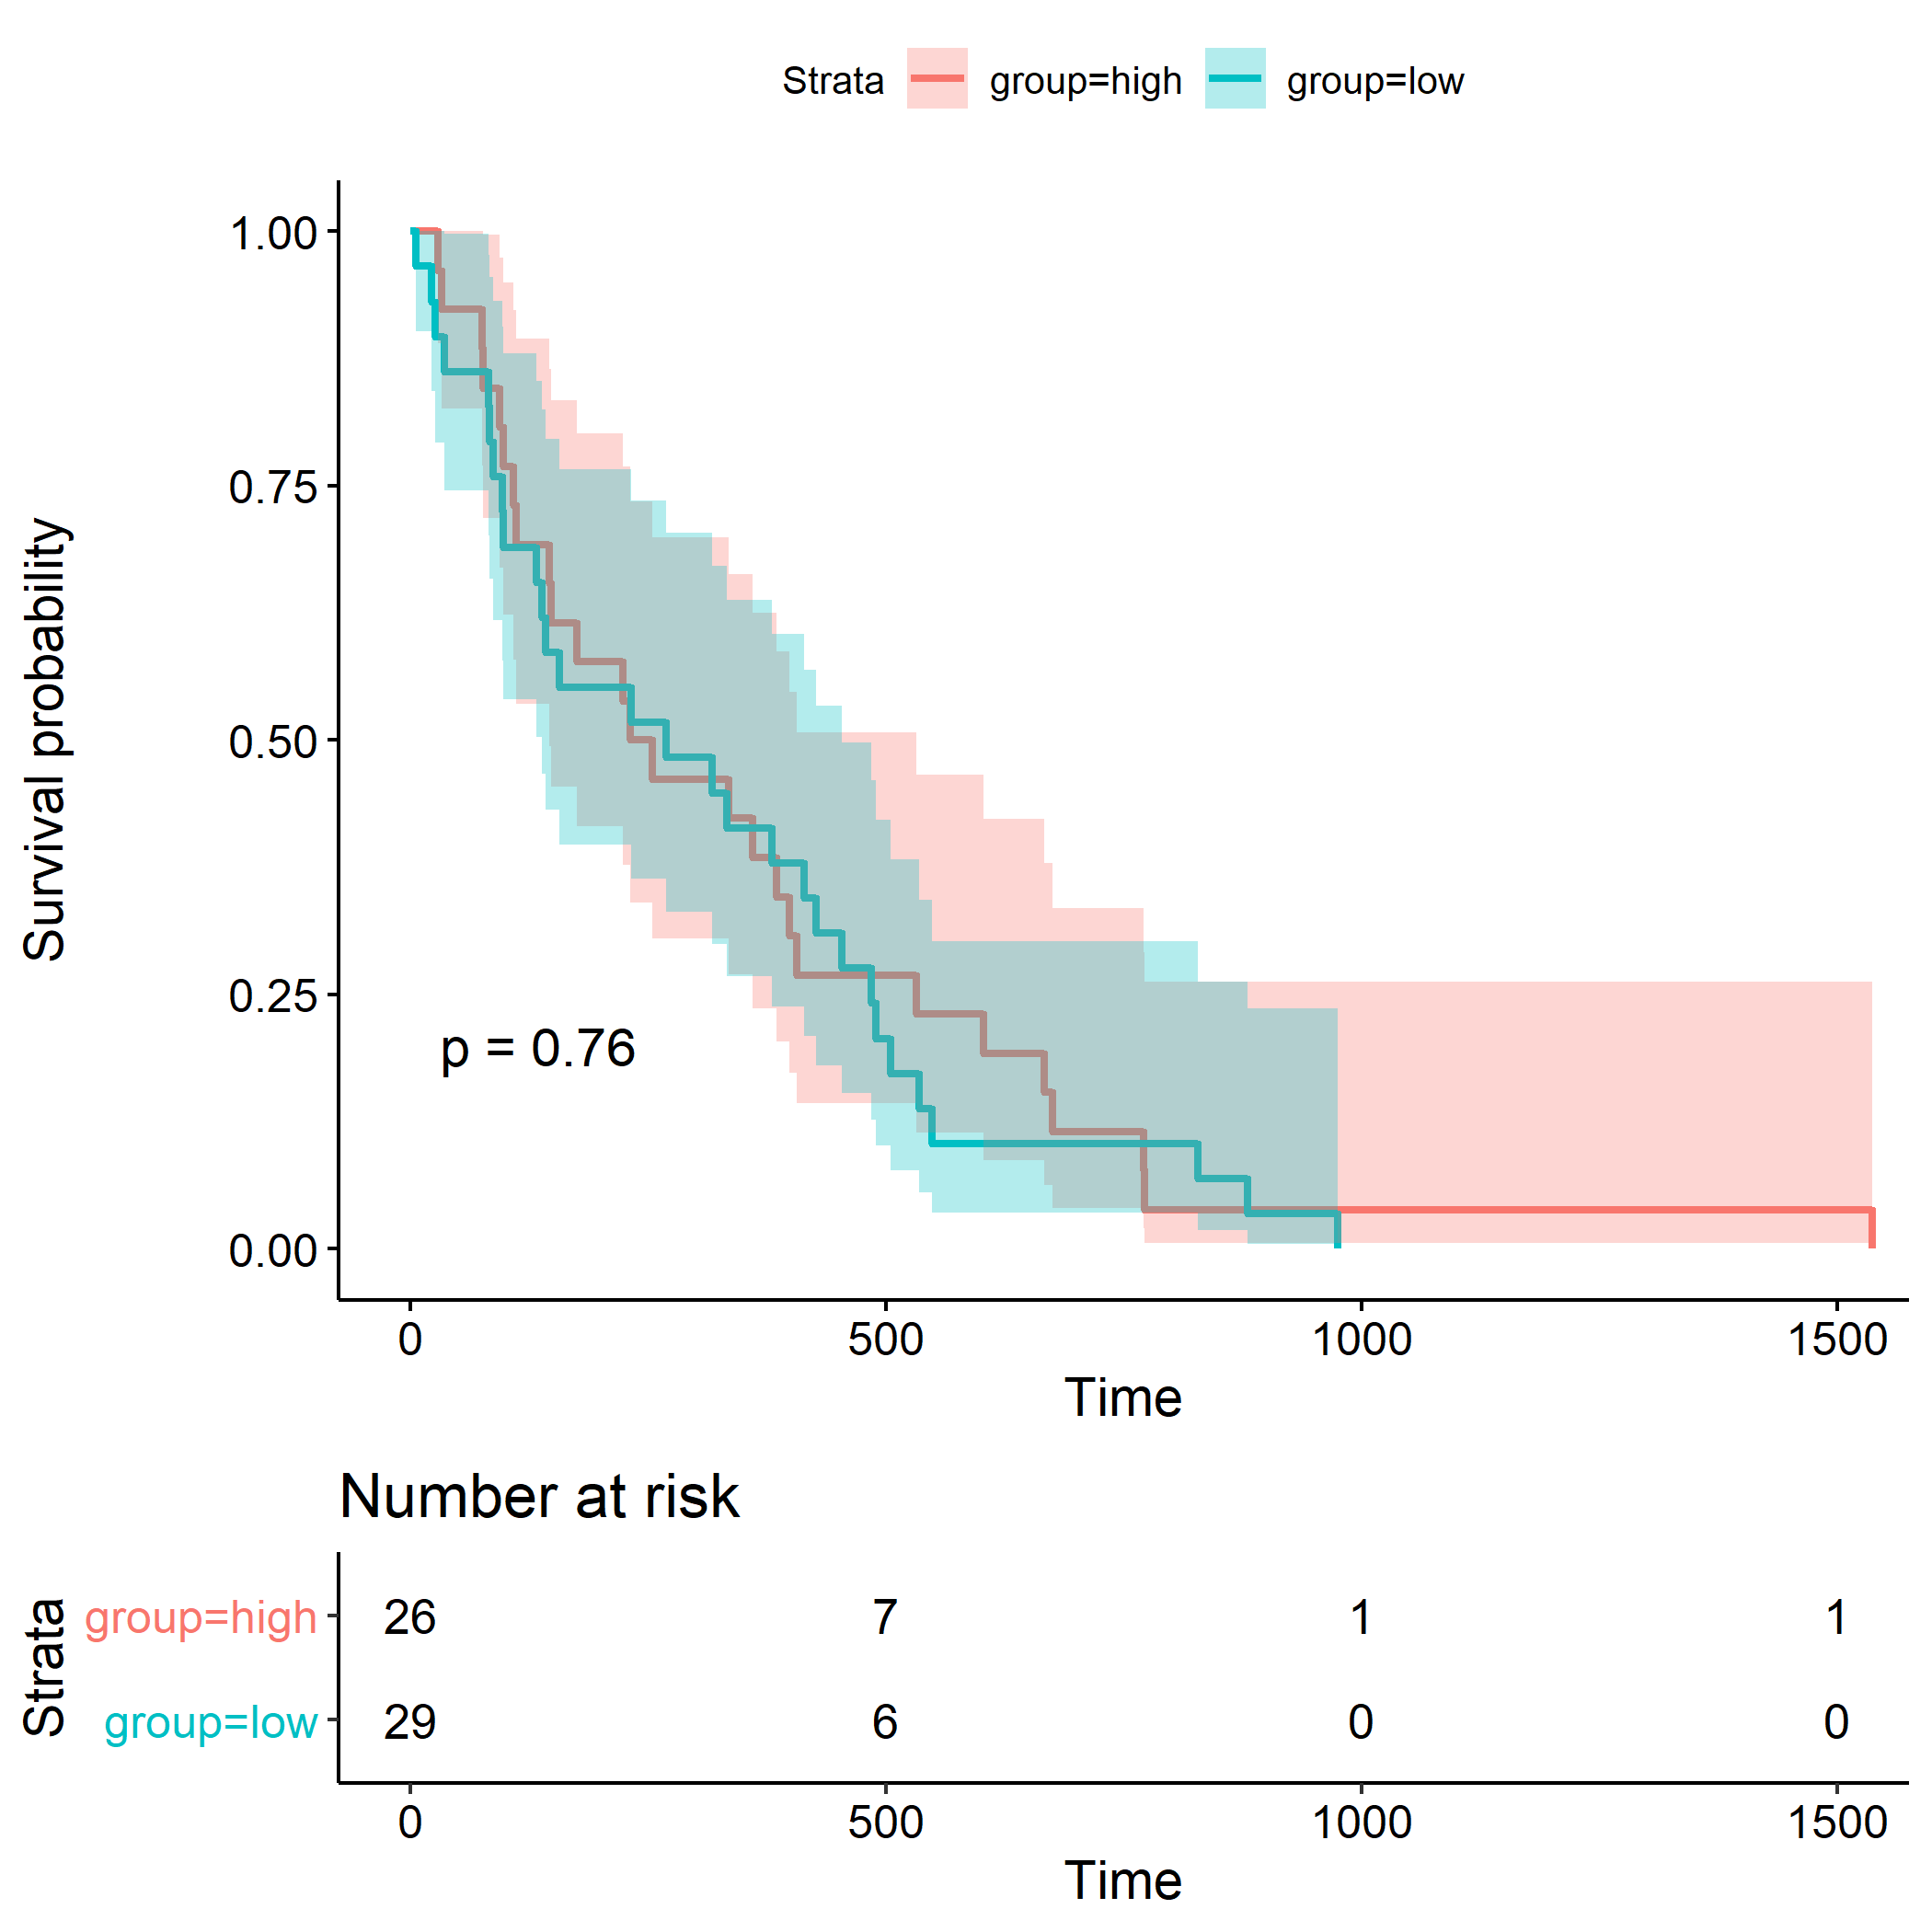 Strata group=high group=low
Survival probability
1.00
0.75
0.50
0.25
0.00
p = 0.76
0 500 1000 1500
Time
Number at risk
Strata
group=high 26 7 1 1
group=low 29 6 0 0
0 500 1000 1500
Time